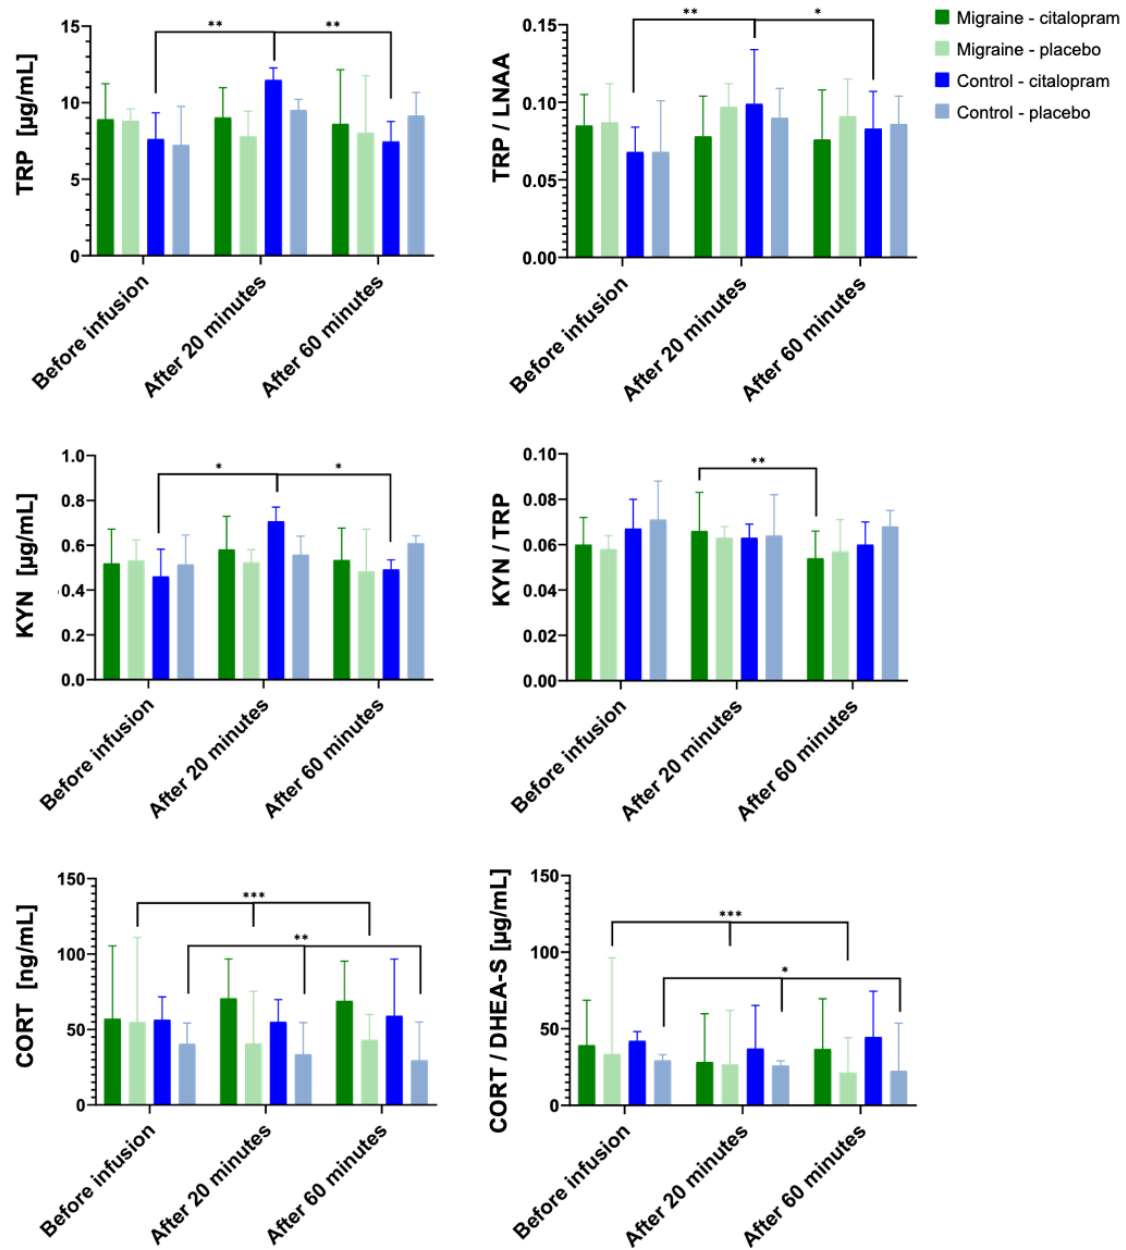 TRP [µg/mL]
15
10
5
0
**
**
Before infusion
After 20 minutes
After 60 minutes
TRP / LNAA
0.15
0.10
0.05
0.00
**
*
Before infusion
After 20 minutes
After 60 minutes
Migraine - citalopram
Migraine - placebo
Control - citalopram
Control - placebo
KYN [µg/mL]
1.0
0.8
0.6
0.4
0.2
0.0
*
*
Before infusion
After 20 minutes
After 60 minutes
KYN / TRP
0.10
0.08
0.06
0.04
0.02
0.00
**
Before infusion
After 20 minutes
After 60 minutes
CORT [ng/mL]
150
100
50
0
***
**
Before infusion
After 20 minutes
After 60 minutes
CORT / DHEA-S [µg/mL]
150
100
50
0
***
*
Before infusion
After 20 minutes
After 60 minutes